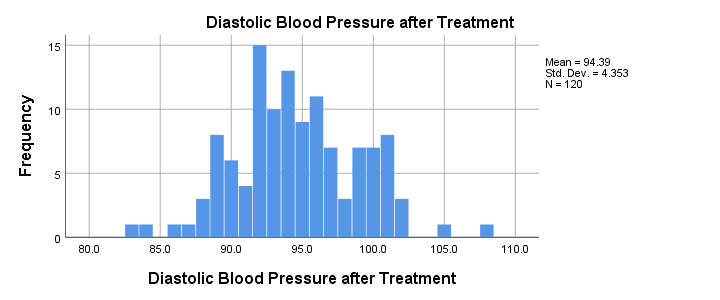 Diastolic Blood Pressure after Treatment
Mean = 94.39
Std. Dev. = 4.353
N = 120
Frequency
15
10
5
0
80.0 85.0 90.0 95.0 100.0 105.0 110.0
Diastolic Blood Pressure after Treatment